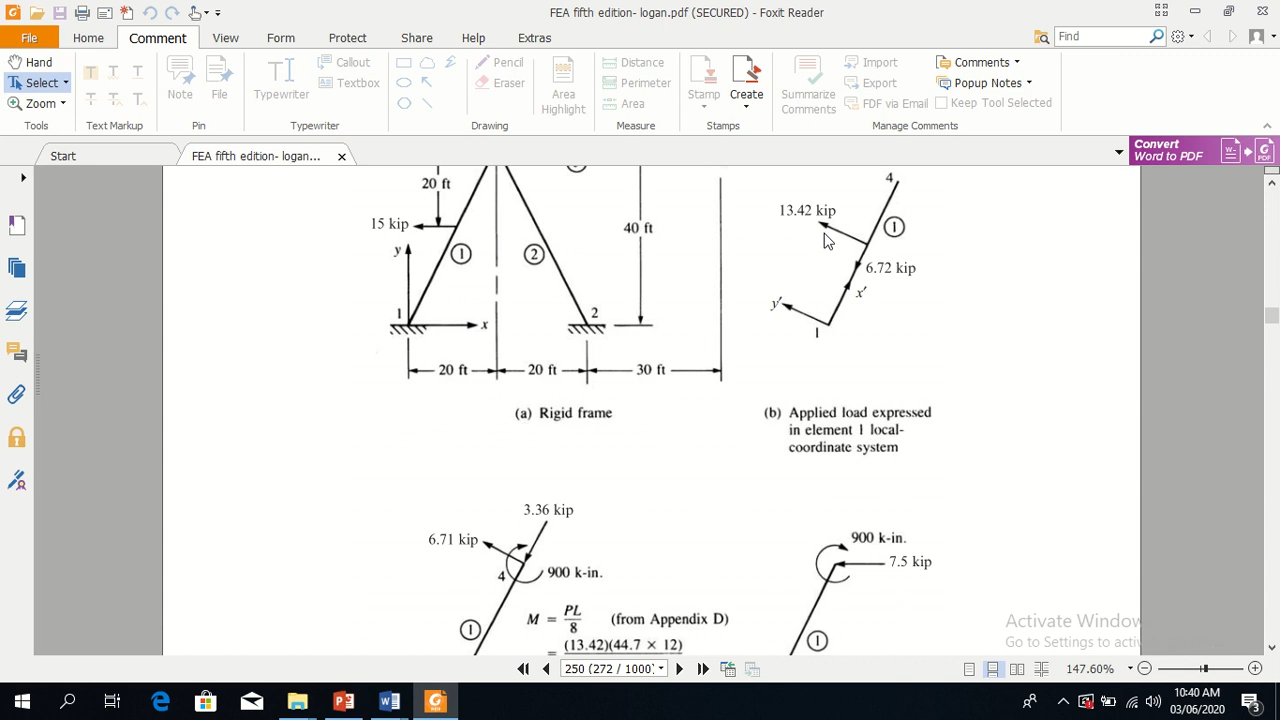 FEA fifth edition- logan.pdf (SECURED) - Foxit Reader
File Home Comment View Form Protect Share Help Extras
Find
Hand
Select
Zoom
Tools
Note
File
Pin
Text Markup
Typewriter
Callout
Textbox
Typewriter
Pencil
Eraser
Drawing
Area Highlight
Distance
Perimeter
Area
Measure
Stamp
Create
Stamps
Summarize Comments
Import
Export
FDF via Email
Comments
Popup Notes
Keep Tool Selected
Manage Comments
Start
FEA fifth edition- logan...
Convert
Word to PDF
PDF
20 ft
15 kip
y
1
2
40 ft
1
x
2
20 ft
20 ft
30 ft
(a) Rigid frame
4
13.42 kip
1
6.72 kip
x′
y′
1
(b) Applied load expressed
in element 1 local-
coordinate system
3.36 kip
6.71 kip
4
900 k-in.
1
M = PL/8 (from Appendix D)
= (13.42)(44.7 × 12)
900 k-in.
7.5 kip
1
Activate Window
Go to Settings to activ
250 (272 / 1000)
147.60%
10:40 AM
03/06/2020
3